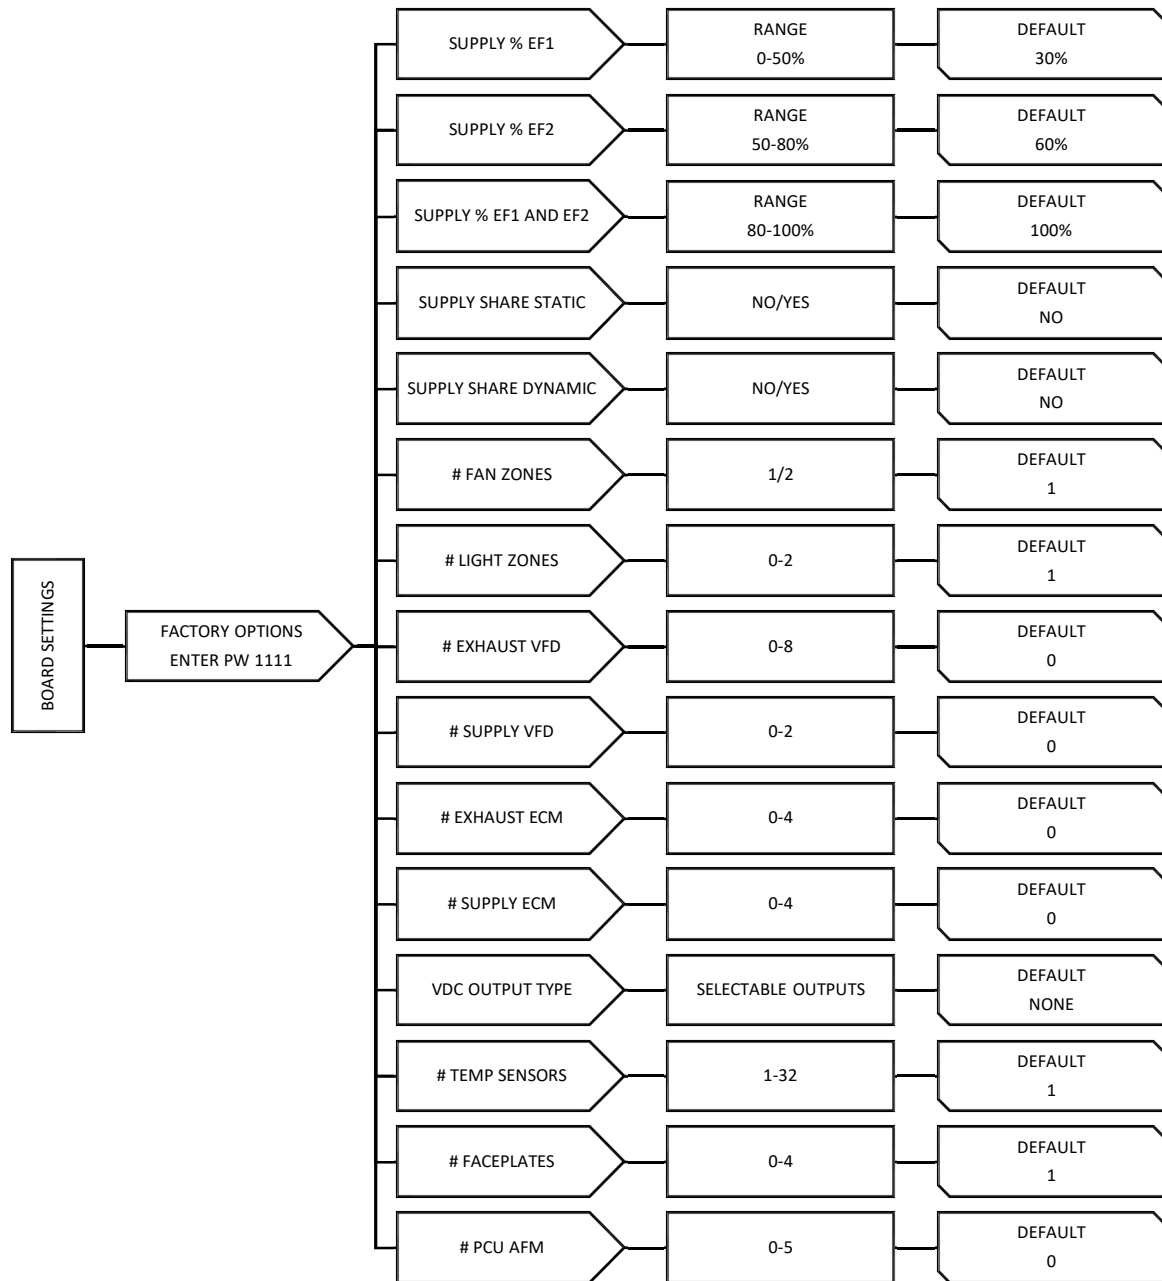 BOARD SETTINGS
FACTORY OPTIONS
ENTER PW 1111
SUPPLY % EF1
RANGE
0-50%
DEFAULT
30%
SUPPLY % EF2
RANGE
50-80%
DEFAULT
60%
SUPPLY % EF1 AND EF2
RANGE
80-100%
DEFAULT
100%
SUPPLY SHARE STATIC
NO/YES
DEFAULT
NO
SUPPLY SHARE DYNAMIC
NO/YES
DEFAULT
NO
# FAN ZONES
1/2
DEFAULT
1
# LIGHT ZONES
0-2
DEFAULT
1
# EXHAUST VFD
0-8
DEFAULT
0
# SUPPLY VFD
0-2
DEFAULT
0
# EXHAUST ECM
0-4
DEFAULT
0
# SUPPLY ECM
0-4
DEFAULT
0
VDC OUTPUT TYPE
SELECTABLE OUTPUTS
DEFAULT
NONE
# TEMP SENSORS
1-32
DEFAULT
1
# FACEPLATES
0-4
DEFAULT
1
# PCU AFM
0-5
DEFAULT
0